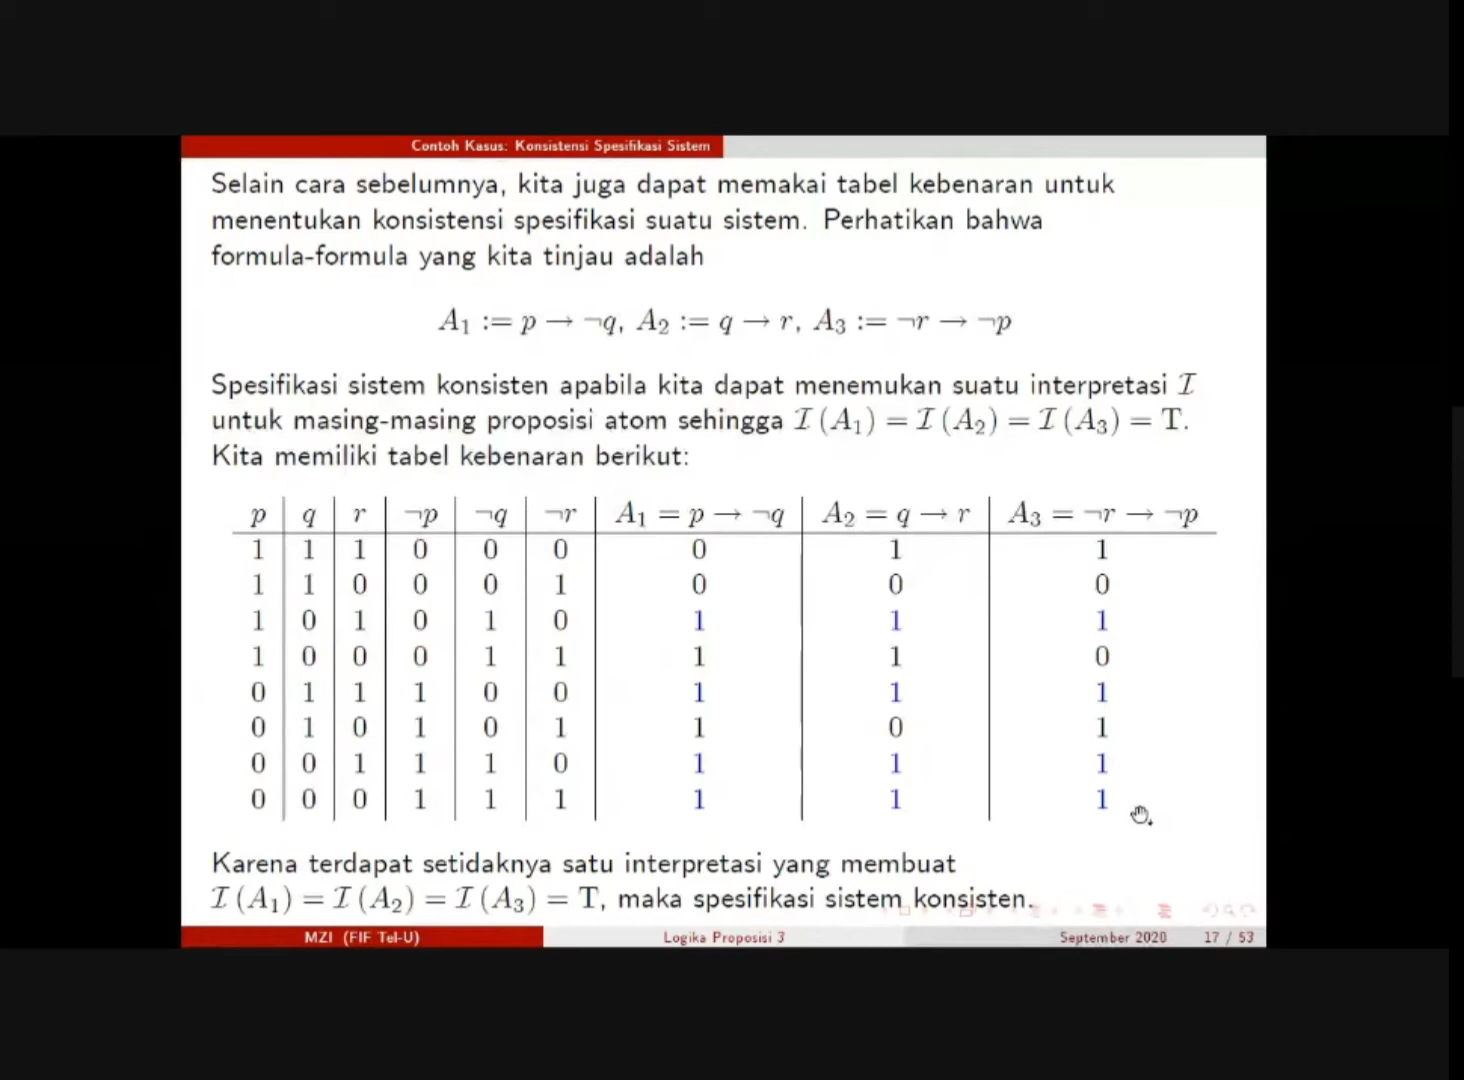 Contoh Kasus: Konsistensi Spesifikasi Sistem
Selain cara sebelumnya, kita juga dapat memakai tabel kebenaran untuk
menentukan konsistensi spesifikasi suatu sistem. Perhatikan bahwa
formula-formula yang kita tinjau adalah
A₁ := p → ¬q, A₂ := q → r, A₃ := ¬r → ¬p
Spesifikasi sistem konsisten apabila kita dapat menemukan suatu interpretasi ℐ
untuk masing-masing proposisi atom sehingga ℐ (A₁) = ℐ (A₂) = ℐ (A₃) = T.
Kita memiliki tabel kebenaran berikut:
p q r ¬p ¬q ¬r A₁ = p → ¬q A₂ = q → r A₃ = ¬r → ¬p
1 1 1 0 0 0 0 1 1
1 1 0 0 0 1 0 0 0
1 0 1 0 1 0 1 1 1
1 0 0 0 1 1 1 1 0
0 1 1 1 0 0 1 1 1
0 1 0 1 0 1 1 0 1
0 0 1 1 1 0 1 1 1
0 0 0 1 1 1 1 1 1
Karena terdapat setidaknya satu interpretasi yang membuat
ℐ (A₁) = ℐ (A₂) = ℐ (A₃) = T, maka spesifikasi sistem konsisten.
MZI (FIF Tel-U) Logika Proposisi 3 September 2020 17 / 53